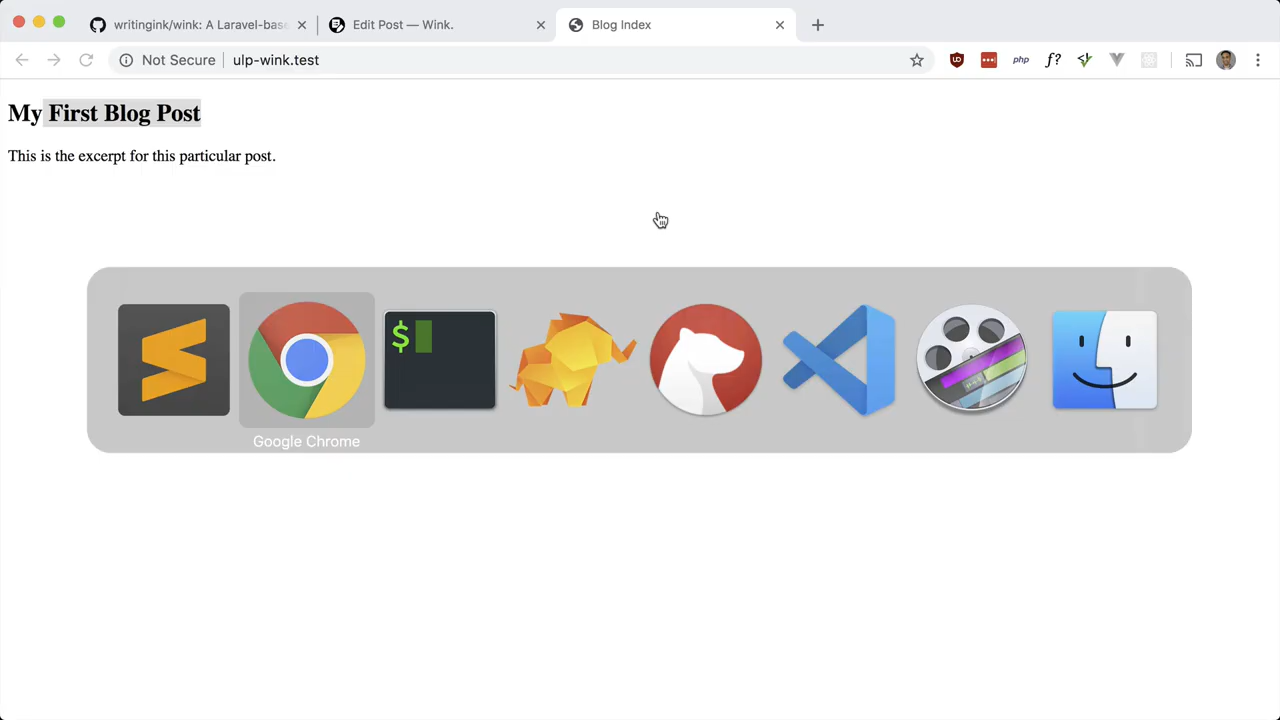 writingink/wink: A Laravel-base
Edit Post — Wink.
Blog Index
Not Secure
ulp-wink.test
php
f?
My First Blog Post
This is the excerpt for this particular post.
$
Google Chrome